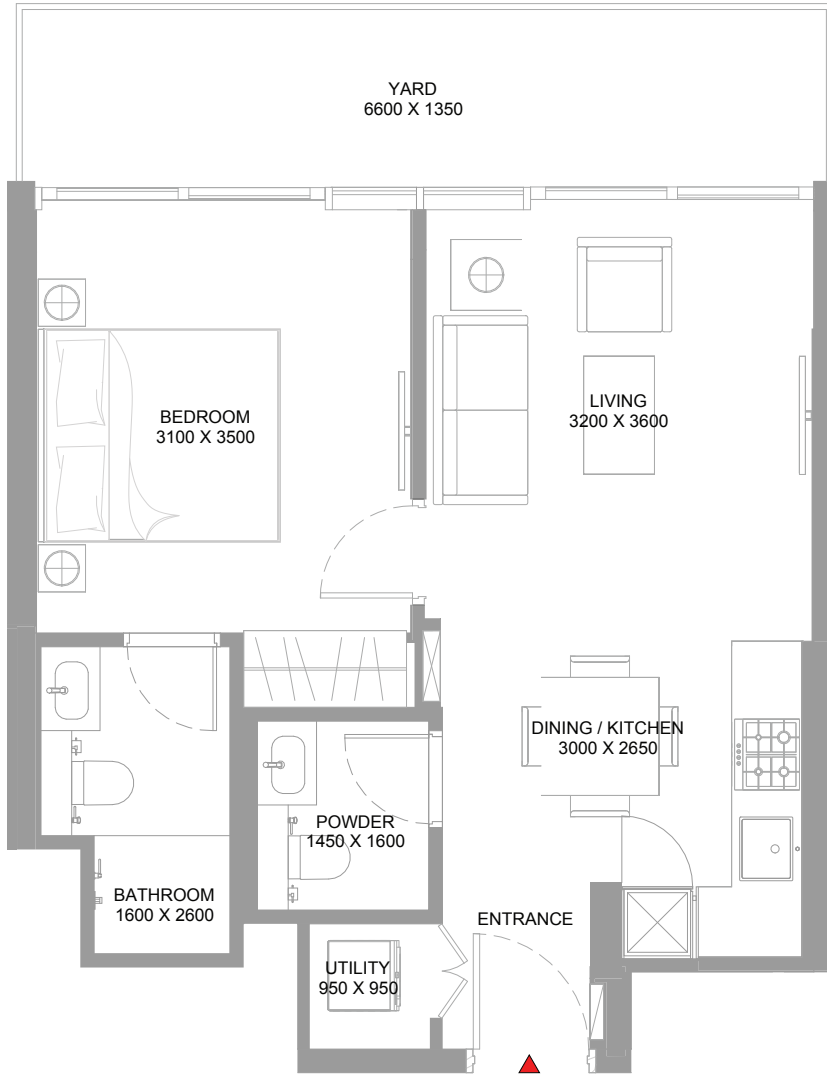 YARD
6600 X 1350
BEDROOM
3100 X 3500
LIVING
3200 X 3600
DINING / KITCHEN
3000 X 2650
POWDER
1450 X 1600
BATHROOM
1600 X 2600
ENTRANCE
UTILITY
950 X 950